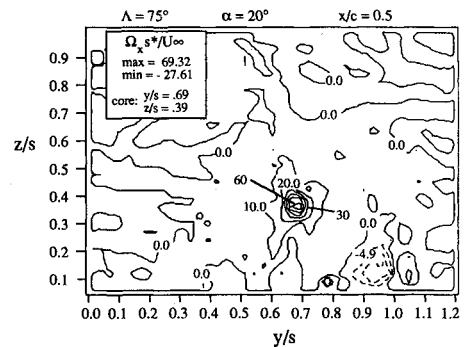 Λ = 75° α = 20° x/c = 0.5
Ωₓ s*/U∞
max = 69.32
min = - 27.61
core: y/s = .69
z/s = .39
z/s
0.9
0.8
0.7
0.6
0.5
0.4
0.3
0.2
0.1
0.0
0.0
0.0
0.0
60
20.0
10.0
30
0.0
0.0
0.0
-4.9
0.0 0.1 0.2 0.3 0.4 0.5 0.6 0.7 0.8 0.9 1.0 1.1 1.2
y/s